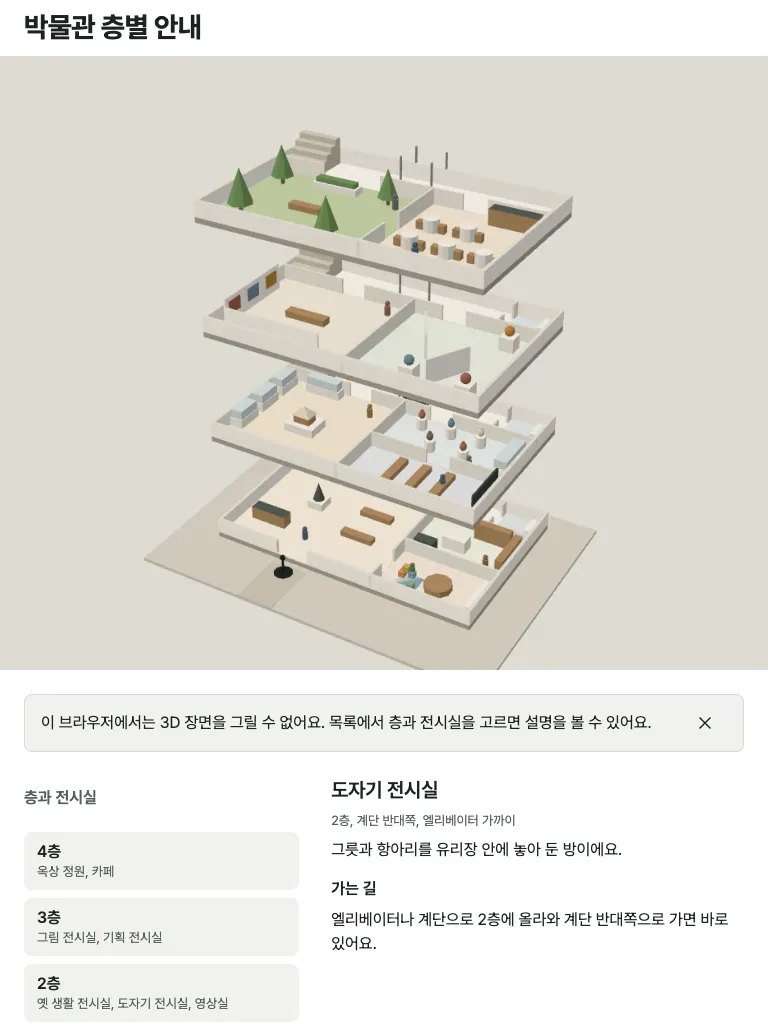 박물관 층별 안내
이 브라우저에서는 3D 장면을 그릴 수 없어요. 목록에서 층과 전시실을 고르면 설명을 볼 수 있어요.
층과 전시실
4층
옥상 정원, 카페
3층
그림 전시실, 기획 전시실
2층
옛 생활 전시실, 도자기 전시실, 영상실
도자기 전시실
2층, 계단 반대쪽, 엘리베이터 가까이
그릇과 항아리를 유리장 안에 놓아 둔 방이에요.
가는 길
엘리베이터나 계단으로 2층에 올라와 계단 반대쪽으로 가면 바로
있어요.